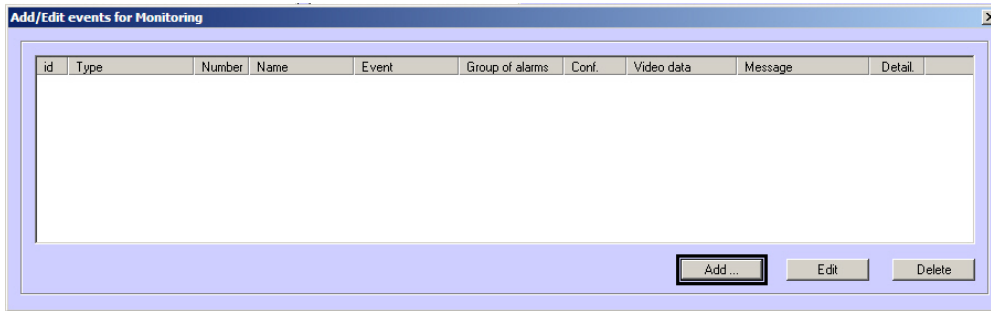 Add/Edit events for Monitoring
id Type Number Name Event Group of alarms Conf. Video data Message Detail.
Add ... Edit Delete